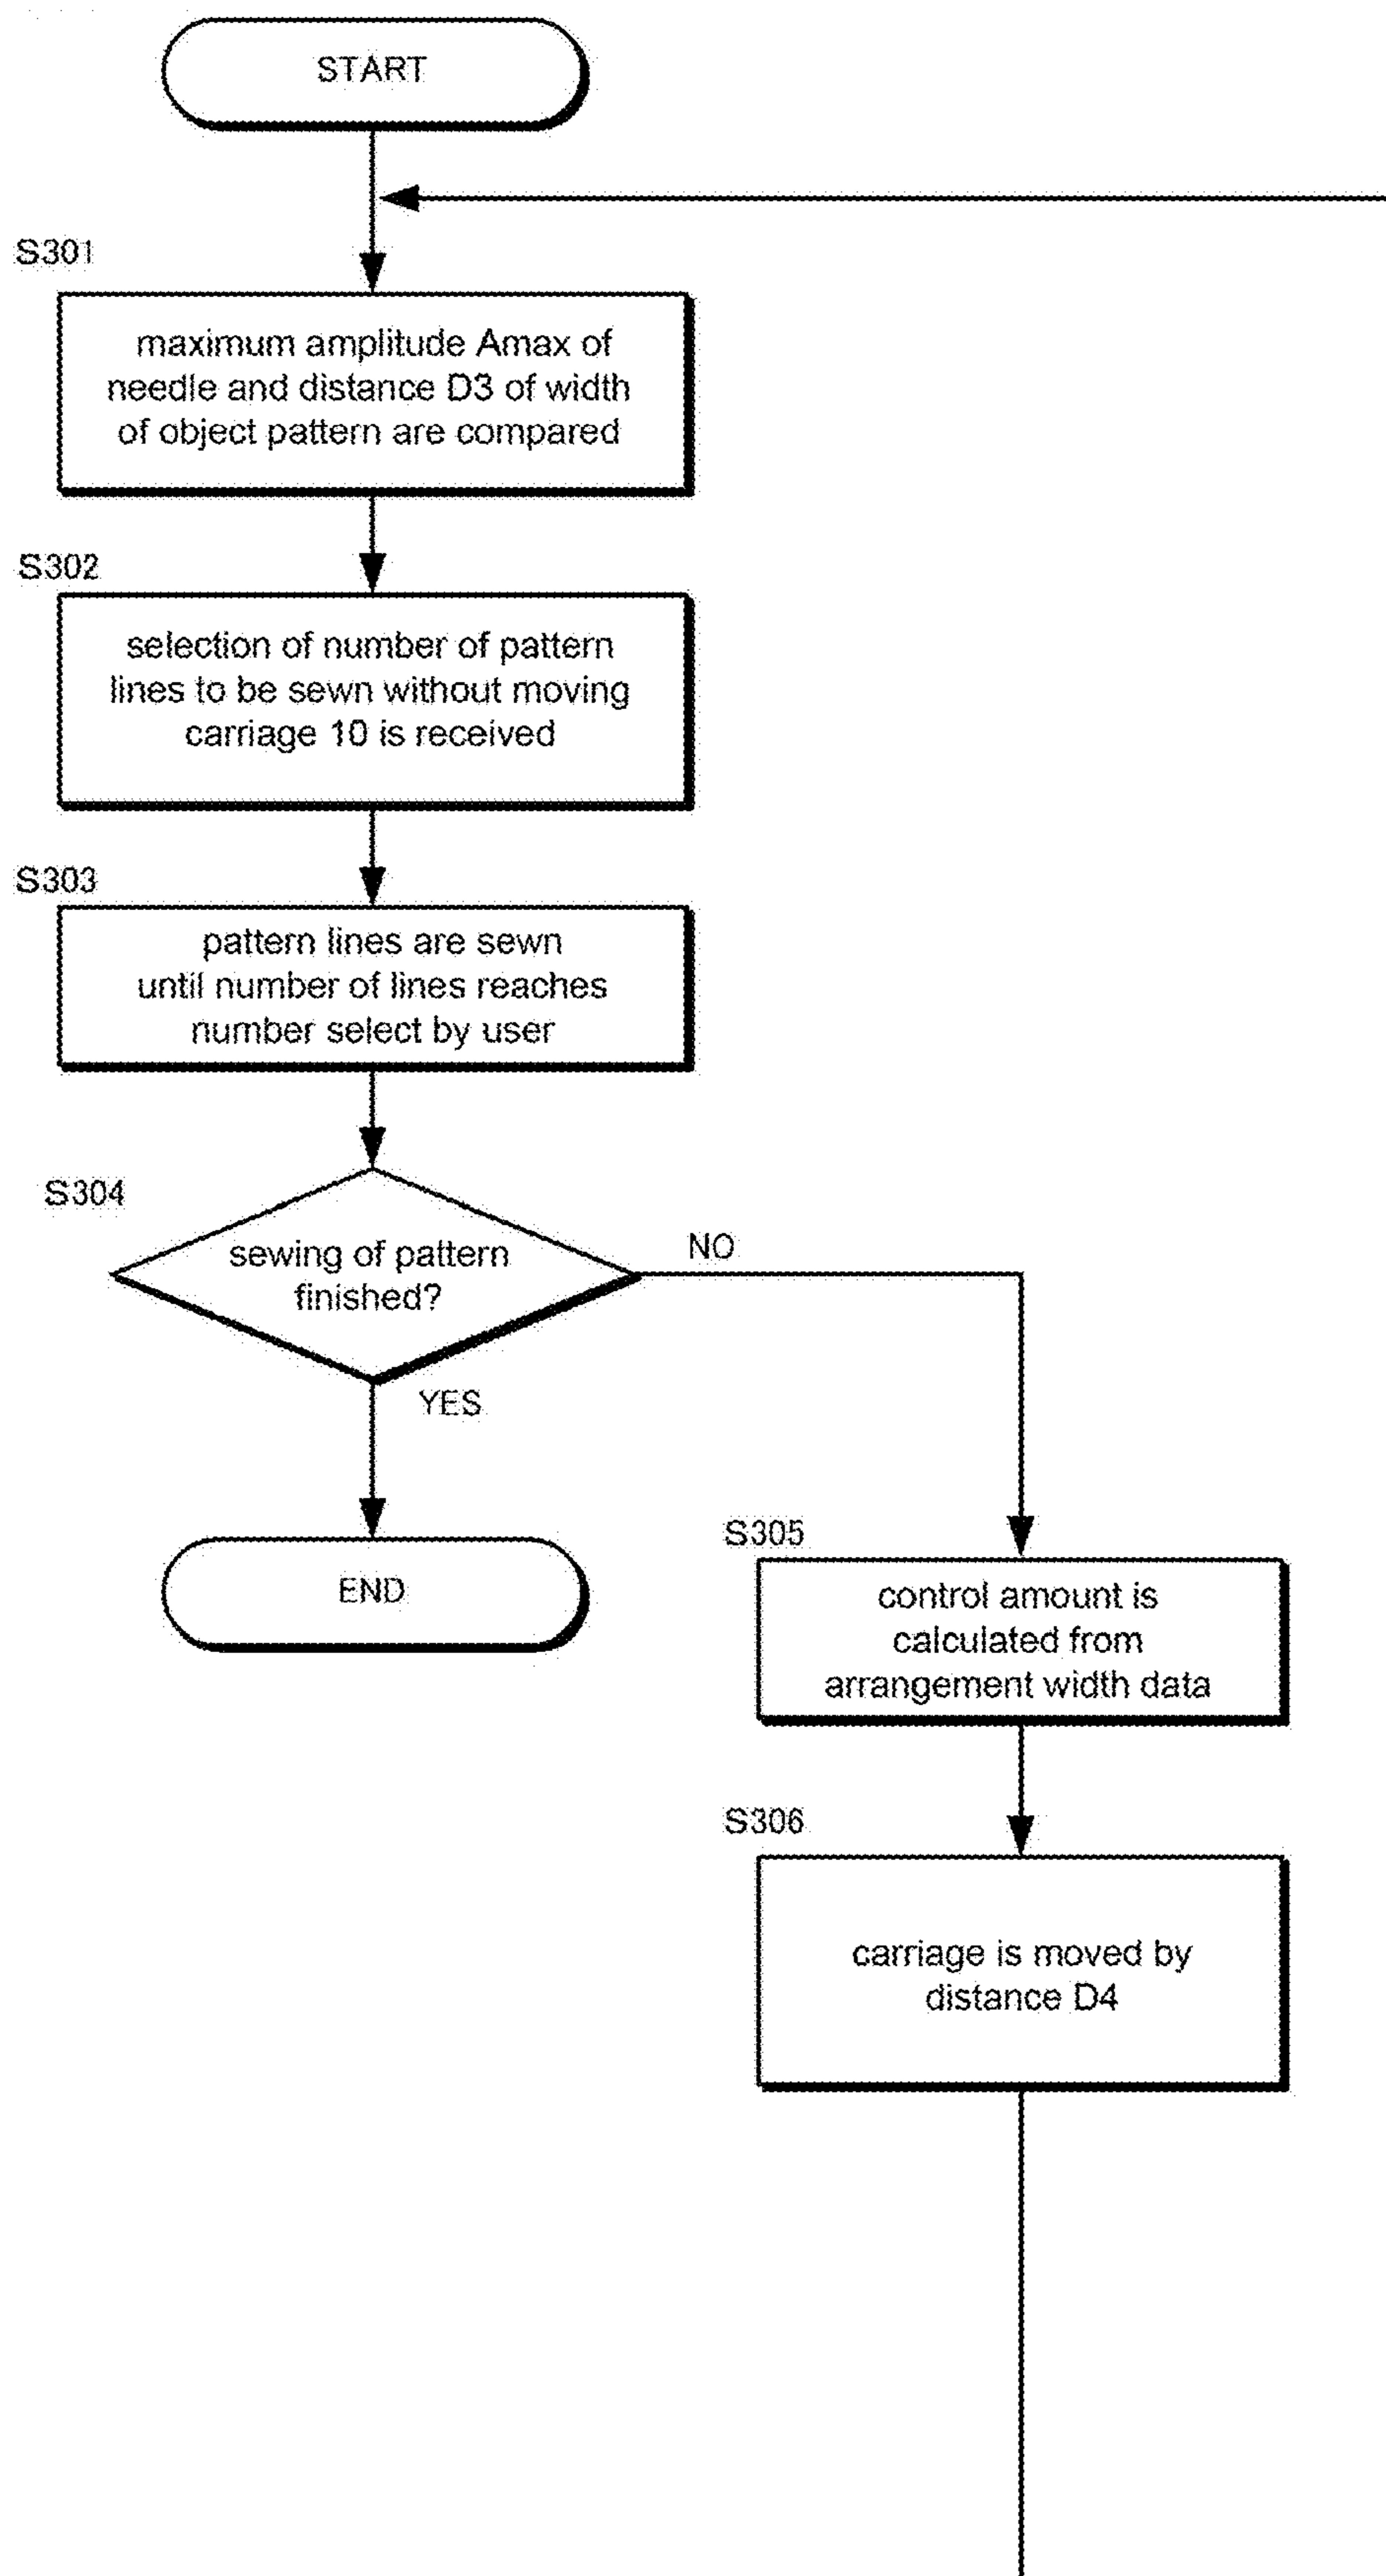 START
S301
maximum amplitude Amax of
needle and distance D3 of width
of object pattern are compared
S302
selection of number of pattern
lines to be sewn without moving
carriage 10 is received
S303
pattern lines are sewn
until number of lines reaches
number select by user
S304
sewing of pattern
finished?
NO
YES
END
S305
control amount is
calculated from
arrangement width data
S306
carriage is moved by
distance D4